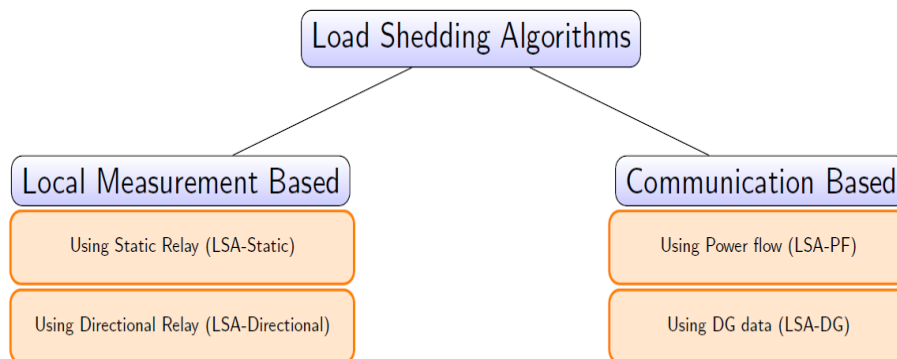 Load Shedding Algorithms
Local Measurement Based
Communication Based
Using Static Relay (LSA-Static)
Using Power flow (LSA-PF)
Using Directional Relay (LSA-Directional)
Using DG data (LSA-DG)